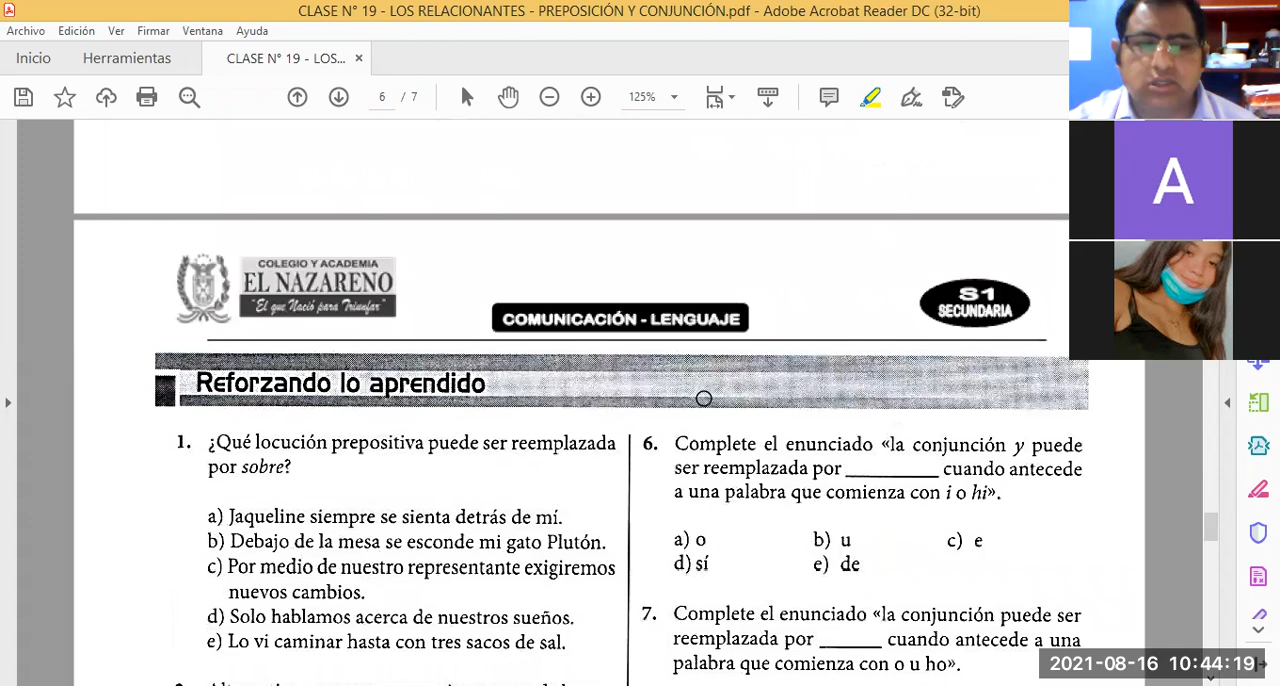 CLASE N° 19 - LOS RELACIONANTES - PREPOSICIÓN Y CONJUNCIÓN.pdf - Adobe Acrobat Reader DC (32-bit)
Archivo Edición Ver Firmar Ventana Ayuda
Inicio Herramientas CLASE N° 19 - LOS... ×
6 / 7 125%
A
COLEGIO Y ACADEMIA
EL NAZARENO
"El que Nació para Triunfar"
COMUNICACIÓN - LENGUAJE
S1
SECUNDARIA
Reforzando lo aprendido
1. ¿Qué locución prepositiva puede ser reemplazada
por sobre?
a) Jaqueline siempre se sienta detrás de mí.
b) Debajo de la mesa se esconde mi gato Plutón.
c) Por medio de nuestro representante exigiremos
nuevos cambios.
d) Solo hablamos acerca de nuestros sueños.
e) Lo vi caminar hasta con tres sacos de sal.
6. Complete el enunciado «la conjunción y puede
ser reemplazada por ________ cuando antecede
a una palabra que comienza con i o hi».
a) o b) u c) e
d) sí e) de
7. Complete el enunciado «la conjunción puede ser
reemplazada por ______ cuando antecede a una
palabra que comienza con o u ho».
2021-08-16 10:44:19